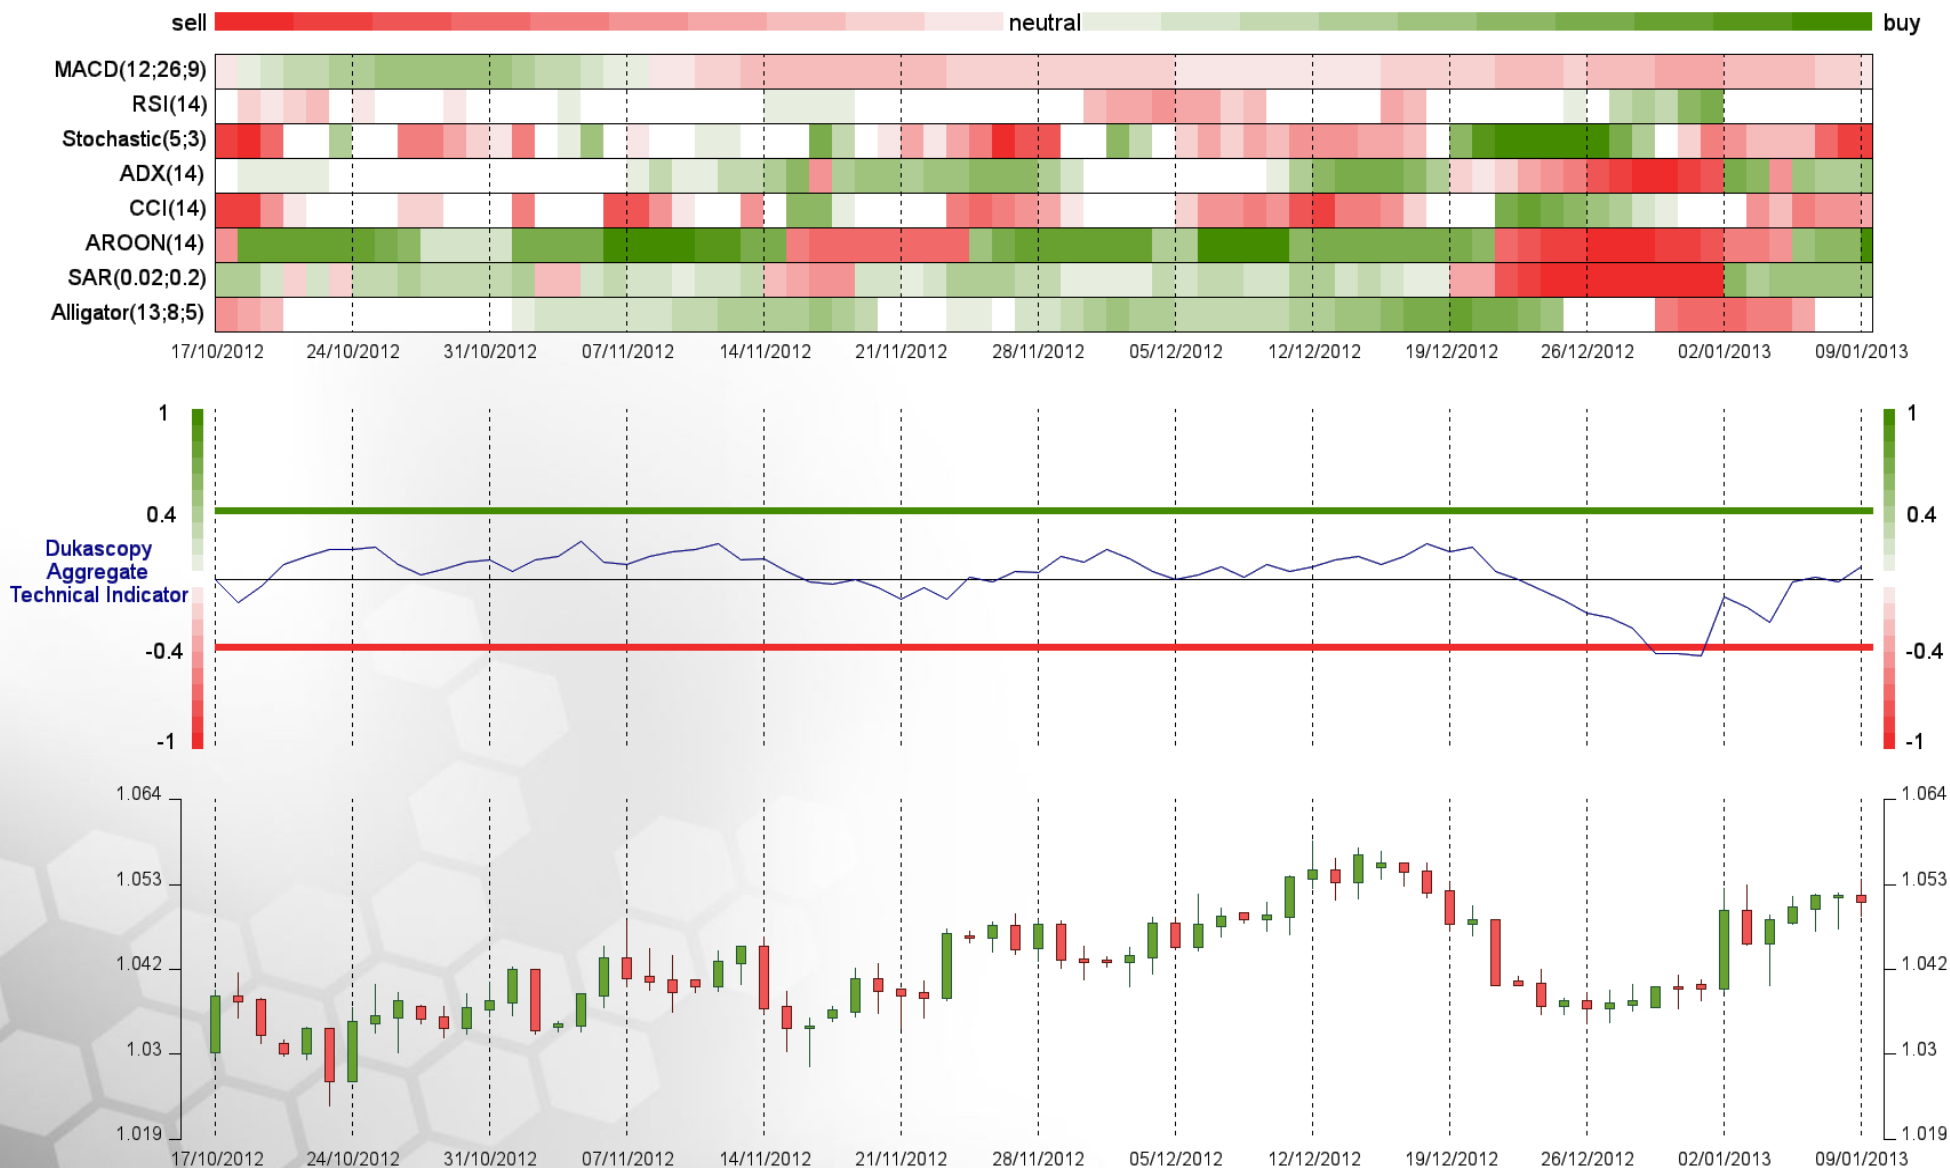 sell neutral buy
MACD(12;26;9)
RSI(14)
Stochastic(5;3)
ADX(14)
CCI(14)
AROON(14)
SAR(0.02;0.2)
Alligator(13;8;5)
17/10/2012 24/10/2012 31/10/2012 07/11/2012 14/11/2012 21/11/2012 28/11/2012 05/12/2012 12/12/2012 19/12/2012 26/12/2012 02/01/2013 09/01/2013
1 1
0.4 0.4
Dukascopy
Aggregate
Technical Indicator
-0.4 -0.4
-1 -1
1.064 1.064
1.053 1.053
1.042 1.042
1.03 1.03
1.019 1.019
17/10/2012 24/10/2012 31/10/2012 07/11/2012 14/11/2012 21/11/2012 28/11/2012 05/12/2012 12/12/2012 19/12/2012 26/12/2012 02/01/2013 09/01/2013